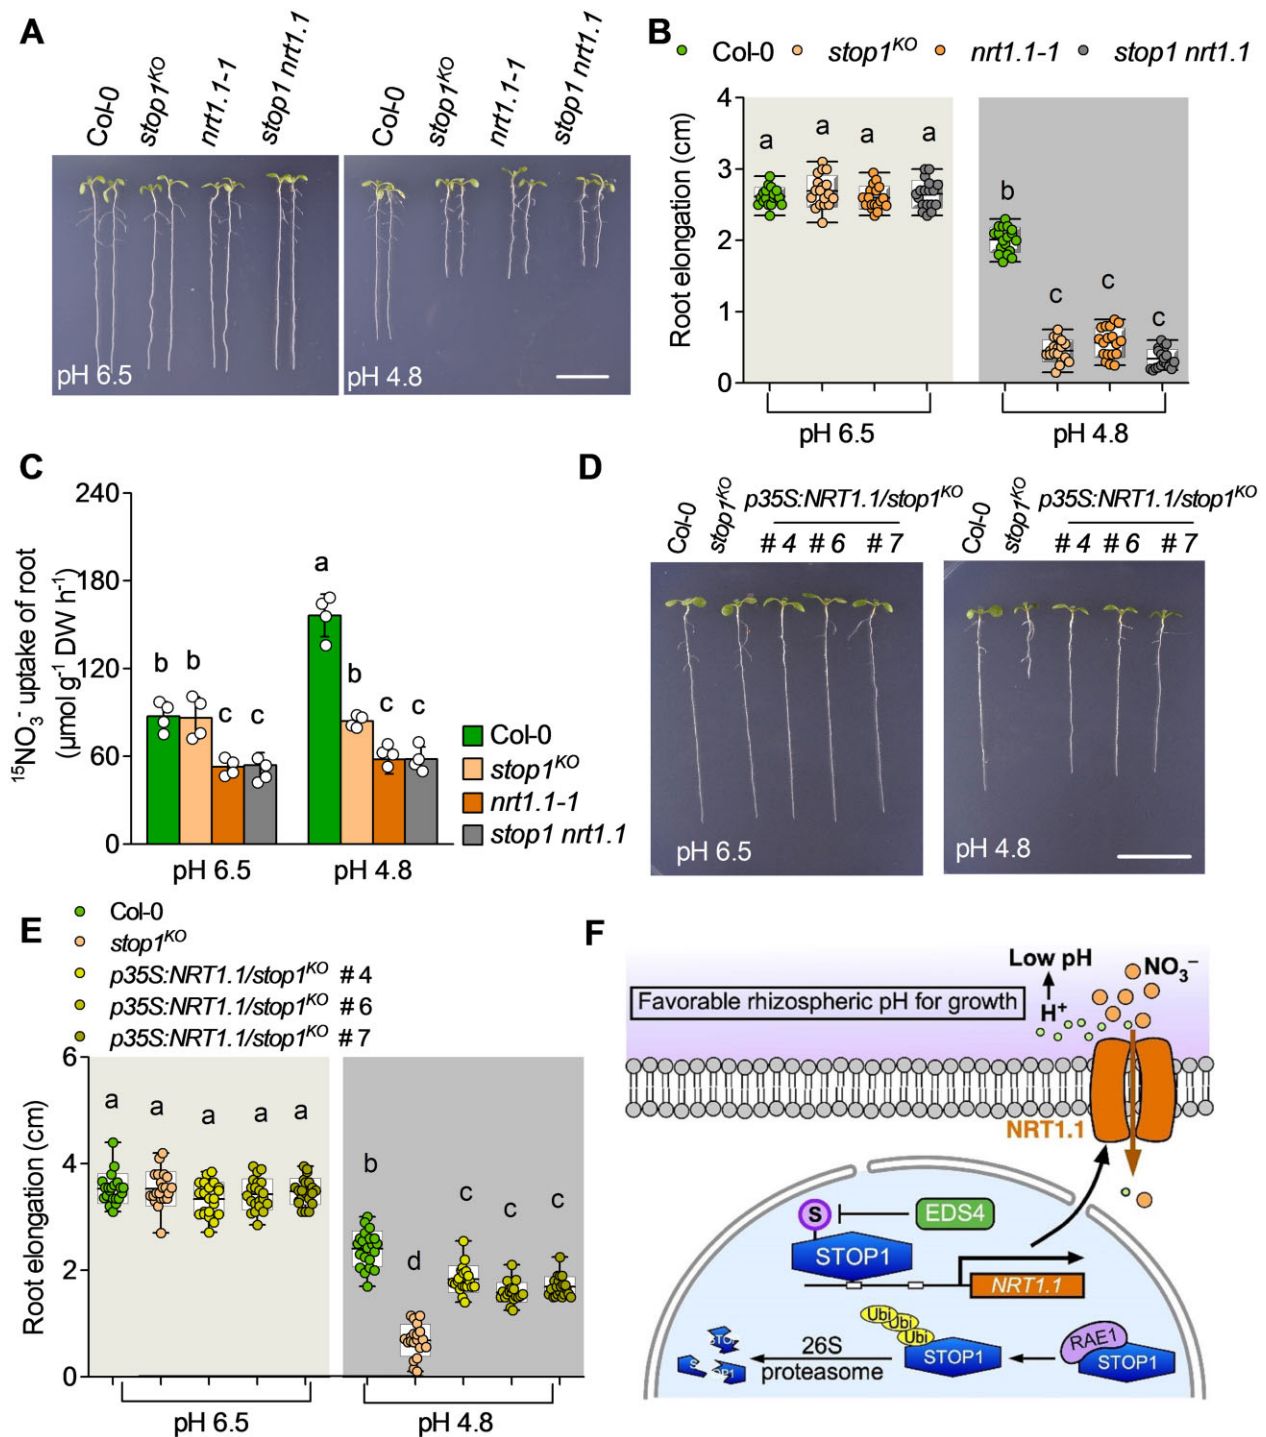 A
Col-0
stop1KO
nrt1.1-1
stop1 nrt1.1
Col-0
stop1KO
nrt1.1-1
stop1 nrt1.1
pH 6.5
pH 4.8
B
Col-0 stop1KO nrt1.1-1 stop1 nrt1.1
Root elongation (cm)
4
3
2
1
0
a a a a
b c c c
pH 6.5 pH 4.8
C
15NO3- uptake of root
(μmol g-1 DW h-1)
240
180
120
60
0
b b c c
a b c c
pH 6.5 pH 4.8
Col-0
stop1KO
nrt1.1-1
stop1 nrt1.1
D
Col-0
stop1KO
p35S:NRT1.1/stop1KO
# 4 # 6 # 7
Col-0
stop1KO
p35S:NRT1.1/stop1KO
# 4 # 6 # 7
pH 6.5
pH 4.8
E
Col-0
stop1KO
p35S:NRT1.1/stop1KO # 4
p35S:NRT1.1/stop1KO # 6
p35S:NRT1.1/stop1KO # 7
Root elongation (cm)
6
4
2
0
a a a a a
b d c c c
pH 6.5 pH 4.8
F
Low pH
NO3−
Favorable rhizospheric pH for growth
H+
NRT1.1
S
EDS4
STOP1
NRT1.1
Ubi
Ubi
Ubi
RAE1
STOP1
STOP1
26S
proteasome